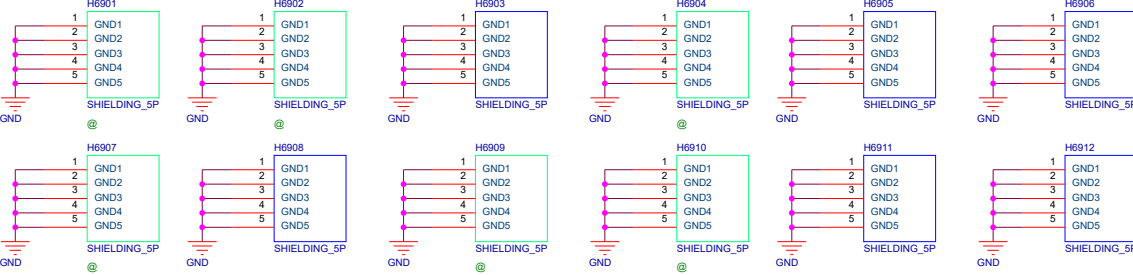 H6901 H6902 H6903 H6904 H6905 H6906
1 GND1 1 GND1 1 GND1 1 GND1 1 GND1 1 GND1
2 GND2 2 GND2 2 GND2 2 GND2 2 GND2 2 GND2
3 GND3 3 GND3 3 GND3 3 GND3 3 GND3 3 GND3
4 GND4 4 GND4 4 GND4 4 GND4 4 GND4 4 GND4
5 GND5 5 GND5 5 GND5 5 GND5 5 GND5 5 GND5
SHIELDING_5P SHIELDING_5P SHIELDING_5P SHIELDING_5P SHIELDING_5P SHIELDING_5P
GND GND GND GND GND GND
@ @ @
H6907 H6908 H6909 H6910 H6911 H6912
1 GND1 1 GND1 1 GND1 1 GND1 1 GND1 1 GND1
2 GND2 2 GND2 2 GND2 2 GND2 2 GND2 2 GND2
3 GND3 3 GND3 3 GND3 3 GND3 3 GND3 3 GND3
4 GND4 4 GND4 4 GND4 4 GND4 4 GND4 4 GND4
5 GND5 5 GND5 5 GND5 5 GND5 5 GND5 5 GND5
SHIELDING_5P SHIELDING_5P SHIELDING_5P SHIELDING_5P SHIELDING_5P SHIELDING_5P
GND GND GND GND GND GND
@ @ @